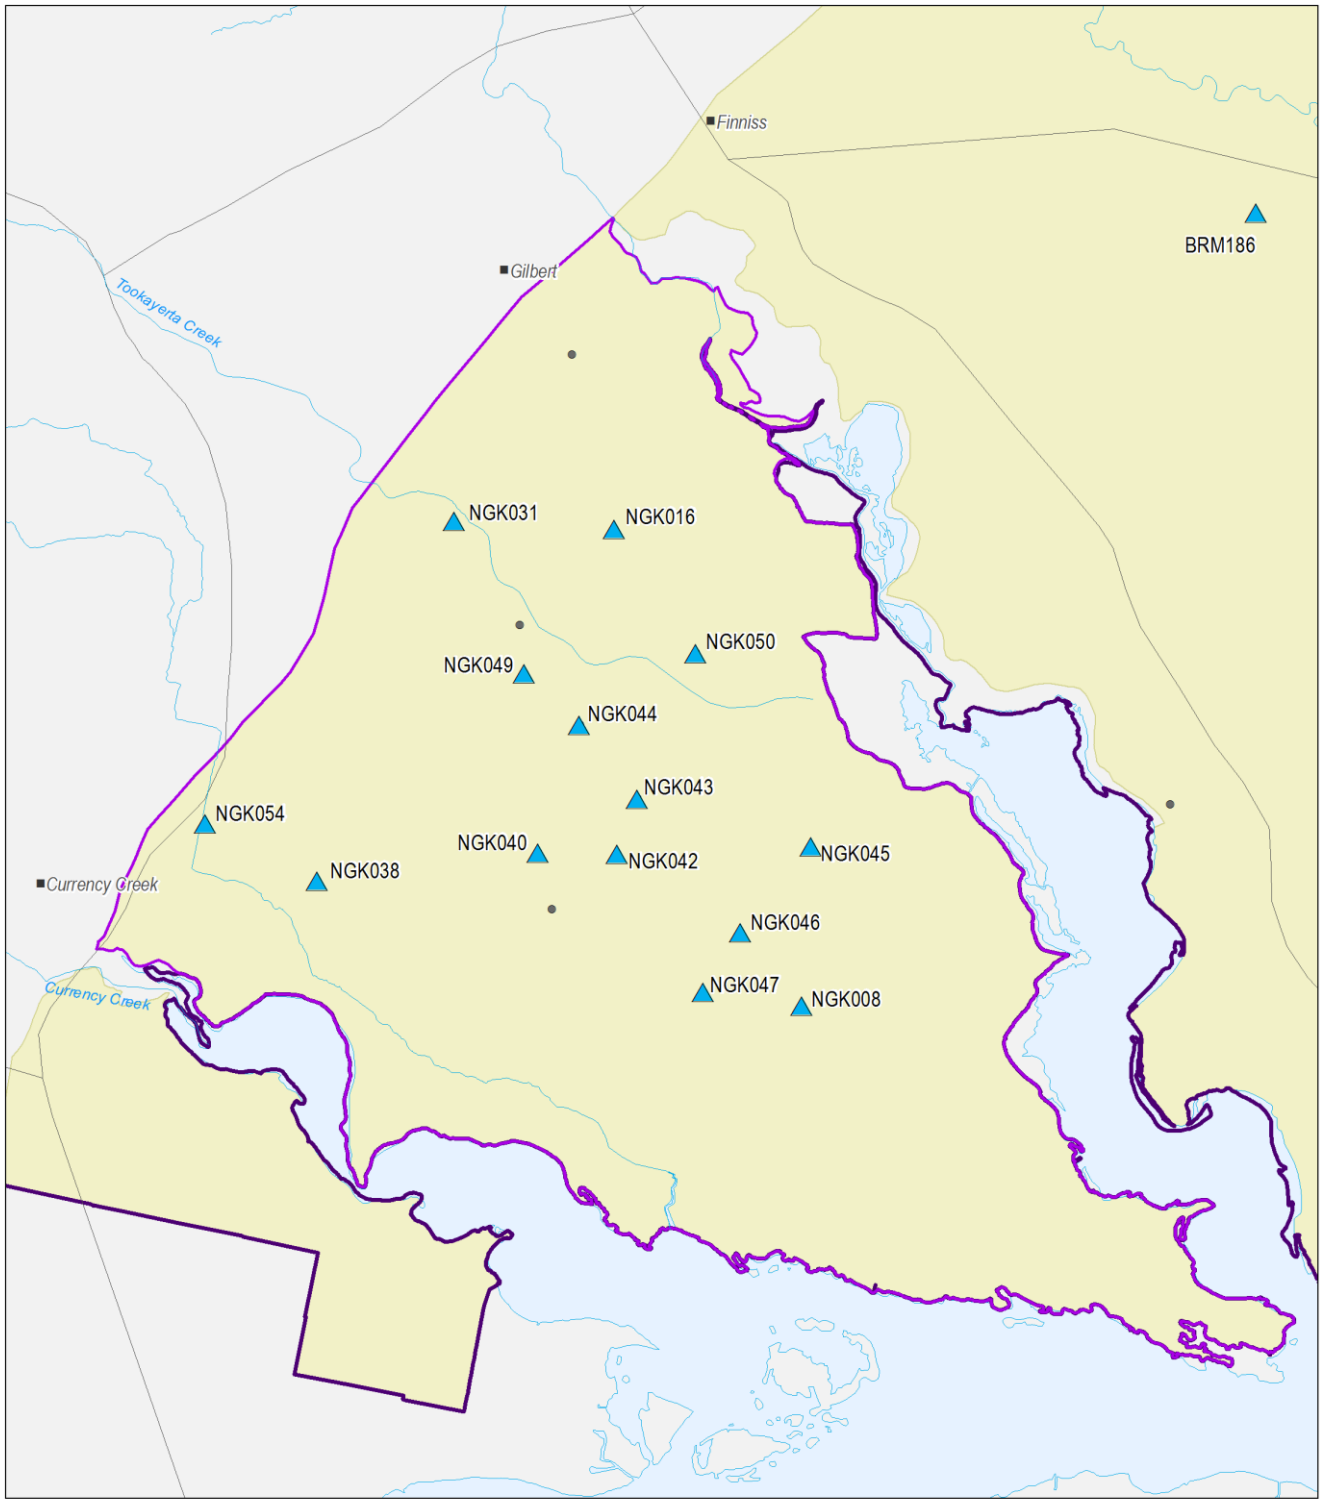 Finniss
BRM186
Gilbert
Tookayerta Creek
NGK031
NGK016
NGK050
NGK049
NGK044
NGK043
NGK054
NGK040
NGK042
NGK045
NGK038
Currency Creek
NGK046
NGK047
NGK008
Currency Creek